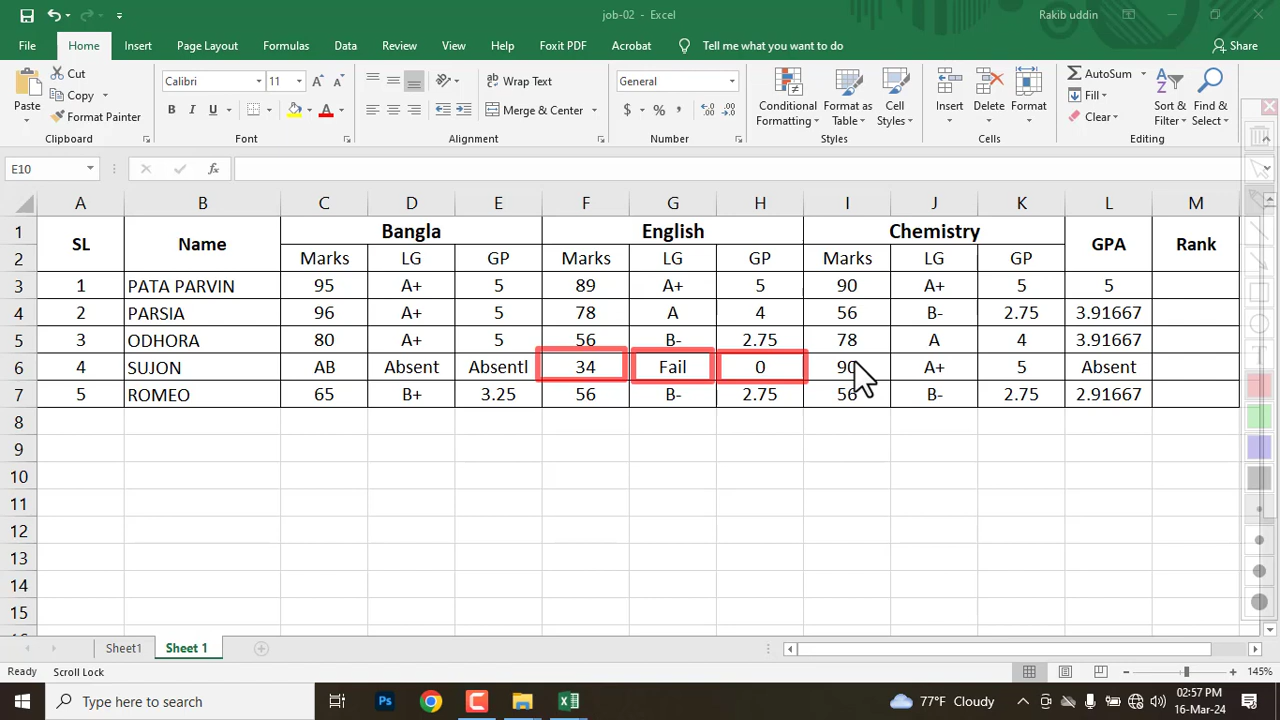 job-02 - Excel
Rakib uddin
File Home Insert Page Layout Formulas Data Review View Help Foxit PDF Acrobat Tell me what you want to do Share
Paste
Cut
Copy
Format Painter
Clipboard
Calibri 11 A A
B I U A
Font
ab
Wrap Text
Merge & Center
Alignment
General
$ % , .0 .00 .00 .0
Number
Conditional Formatting
Format as Table
Cell Styles
Styles
Insert Delete Format
Cells
AutoSum
Fill
Clear
Sort & Filter
Find & Select
Editing
E10 fx
A B C D E F G H I J K L M
1 SL Name Bangla English Chemistry GPA Rank
2 Marks LG GP Marks LG GP Marks LG GP
3 1 PATA PARVIN 95 A+ 5 89 A+ 5 90 A+ 5 5
4 2 PARSIA 96 A+ 5 78 A 4 56 B- 2.75 3.91667
5 3 ODHORA 80 A+ 5 56 B- 2.75 78 A 4 3.91667
6 4 SUJON AB Absent Absentl 34 Fail 0 90 A+ 5 Absent
7 5 ROMEO 65 B+ 3.25 56 B- 2.75 56 B- 2.75 2.91667
8
9
10
11
12
13
14
15
Sheet1 Sheet 1
Ready Scroll Lock 145%
Type here to search
Ps
77°F Cloudy
02:57 PM
16-Mar-24